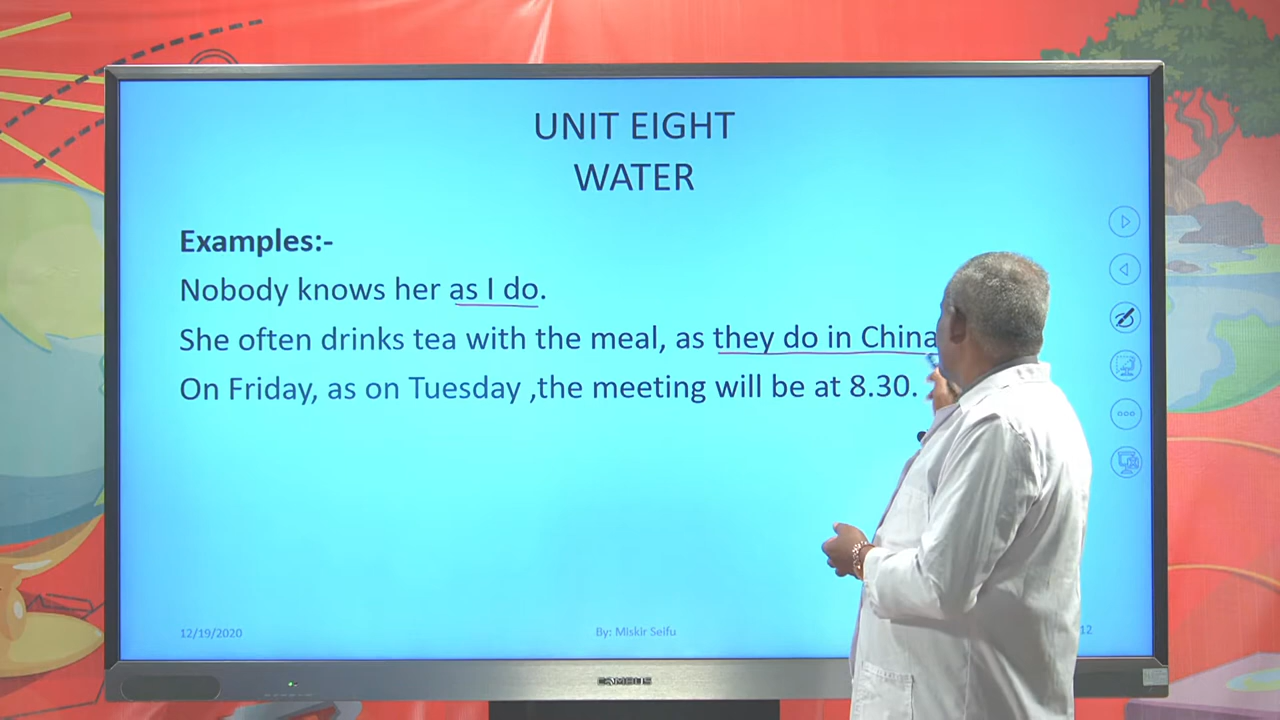 UNIT EIGHT
WATER
Examples:-
Nobody knows her as I do.
She often drinks tea with the meal, as they do in China
On Friday, as on Tuesday ,the meeting will be at 8.30.
12/19/2020
By: Miskir Seifu
12